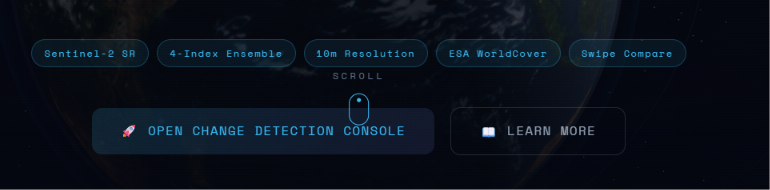 Sentinel-2 SR 4-Index Ensemble 10m Resolution ESA WorldCover Swipe Compare
SCROLL
OPEN CHANGE DETECTION CONSOLE LEARN MORE